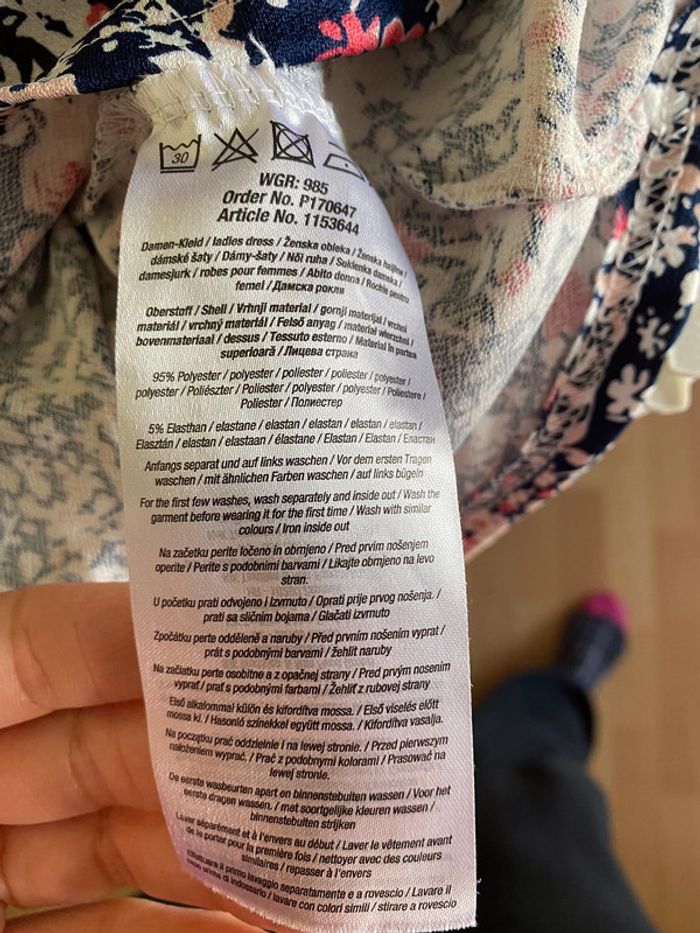 30
WGR: 985
Order No. P170647
Article No. 1153644
Damen-Kleid / ladies dress / Ženska obleka / Ženska haljina /
dámské šaty / Dámy-šaty / Női ruha / Sukienka damska /
damesjurk / robes pour femmes / Abito donna / Rochie pentru
femei / Дамска рокля
Oberstoff / Shell / Vrhnji material / gornji materijal / vrchní
materiál / vrchný materiál / Felső anyag / materiał wierzchni /
bovenmateriaal / dessus / Tessuto esterno / Material în partea
superioară / Лицева страна
95% Polyester / polyester / poliester / poliester / polyester /
polyester / Poliészter / Poliester / polyester / polyester / Poliestere /
Poliester / Полиестер
5% Elasthan / elastane / elastan / elastan / elastan / elastan /
Elasztán / elastan / elastaan / élastane / Elastan / Elastan / Еластан
Anfangs separat und auf links waschen / Vor dem ersten Tragen
waschen / mit ähnlichen Farben waschen / auf links bügeln
For the first few washes, wash separately and inside out / Wash the
garment before wearing it for the first time / Wash with similar
colours / Iron inside out
Na začetku perite ločeno in obrnjeno / Pred prvim nošenjem
operite / Perite s podobnimi barvami / Likajte obrnjeno na levo
stran.
U početku prati odvojeno i izvrnuto / Oprati prije prvog nošenja. /
prati sa sličnim bojama / Glačati izvrnuto
Zpočátku perte odděleně a naruby / Před prvním nošením vyprat /
prát s podobnými barvami / žehlit naruby
Na začiatku perte osobitne a z opačnej strany / Pred prvým nosením
vyprať / prať s podobnými farbami / Žehliť z rubovej strany
Első alkalommal külön és kifordítva mossa. / Első viselés előtt
mossa ki. / Hasonló színekkel együtt mossa. / Kifordítva vasalja.
Na początku prać oddzielnie i na lewej stronie. / Przed pierwszym
nałożeniem wyprać. / Prać z podobnymi kolorami / Prasować na
lewej stronie.
De eerste wasbeurten apart en binnenstebuiten wassen / Voor het
eerste dragen wassen. / met soortgelijke kleuren wassen /
binnenstebuiten strijken
Laver séparément et à l'envers au début / Laver le vêtement avant
de le porter pour la première fois / nettoyer avec des couleurs
similaires / repasser à l'envers
Effettuare il primo lavaggio separatamente e a rovescio / Lavare il
capo prima di indossarlo / lavare con colori simili / stirare a rovescio